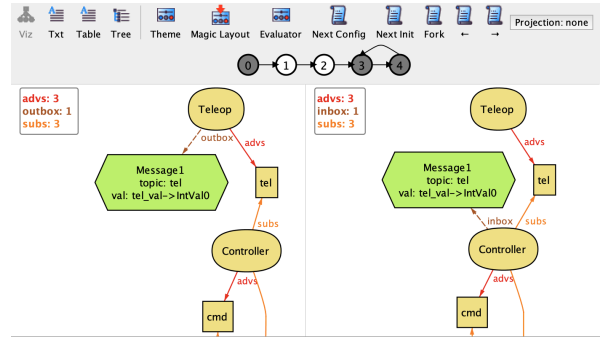 Viz Txt Table Tree Theme Magic Layout Evaluator Next Config Next Init Fork ← → Projection: none
0 1 2 3 4
advs: 3
outbox: 1
subs: 3
Teleop
outbox
advs
Message1
topic: tel
val: tel_val->IntVal0
tel
subs
Controller
advs
cmd
advs: 3
inbox: 1
subs: 3
Teleop
advs
Message1
topic: tel
val: tel_val->IntVal0
tel
inbox
subs
Controller
advs
cmd